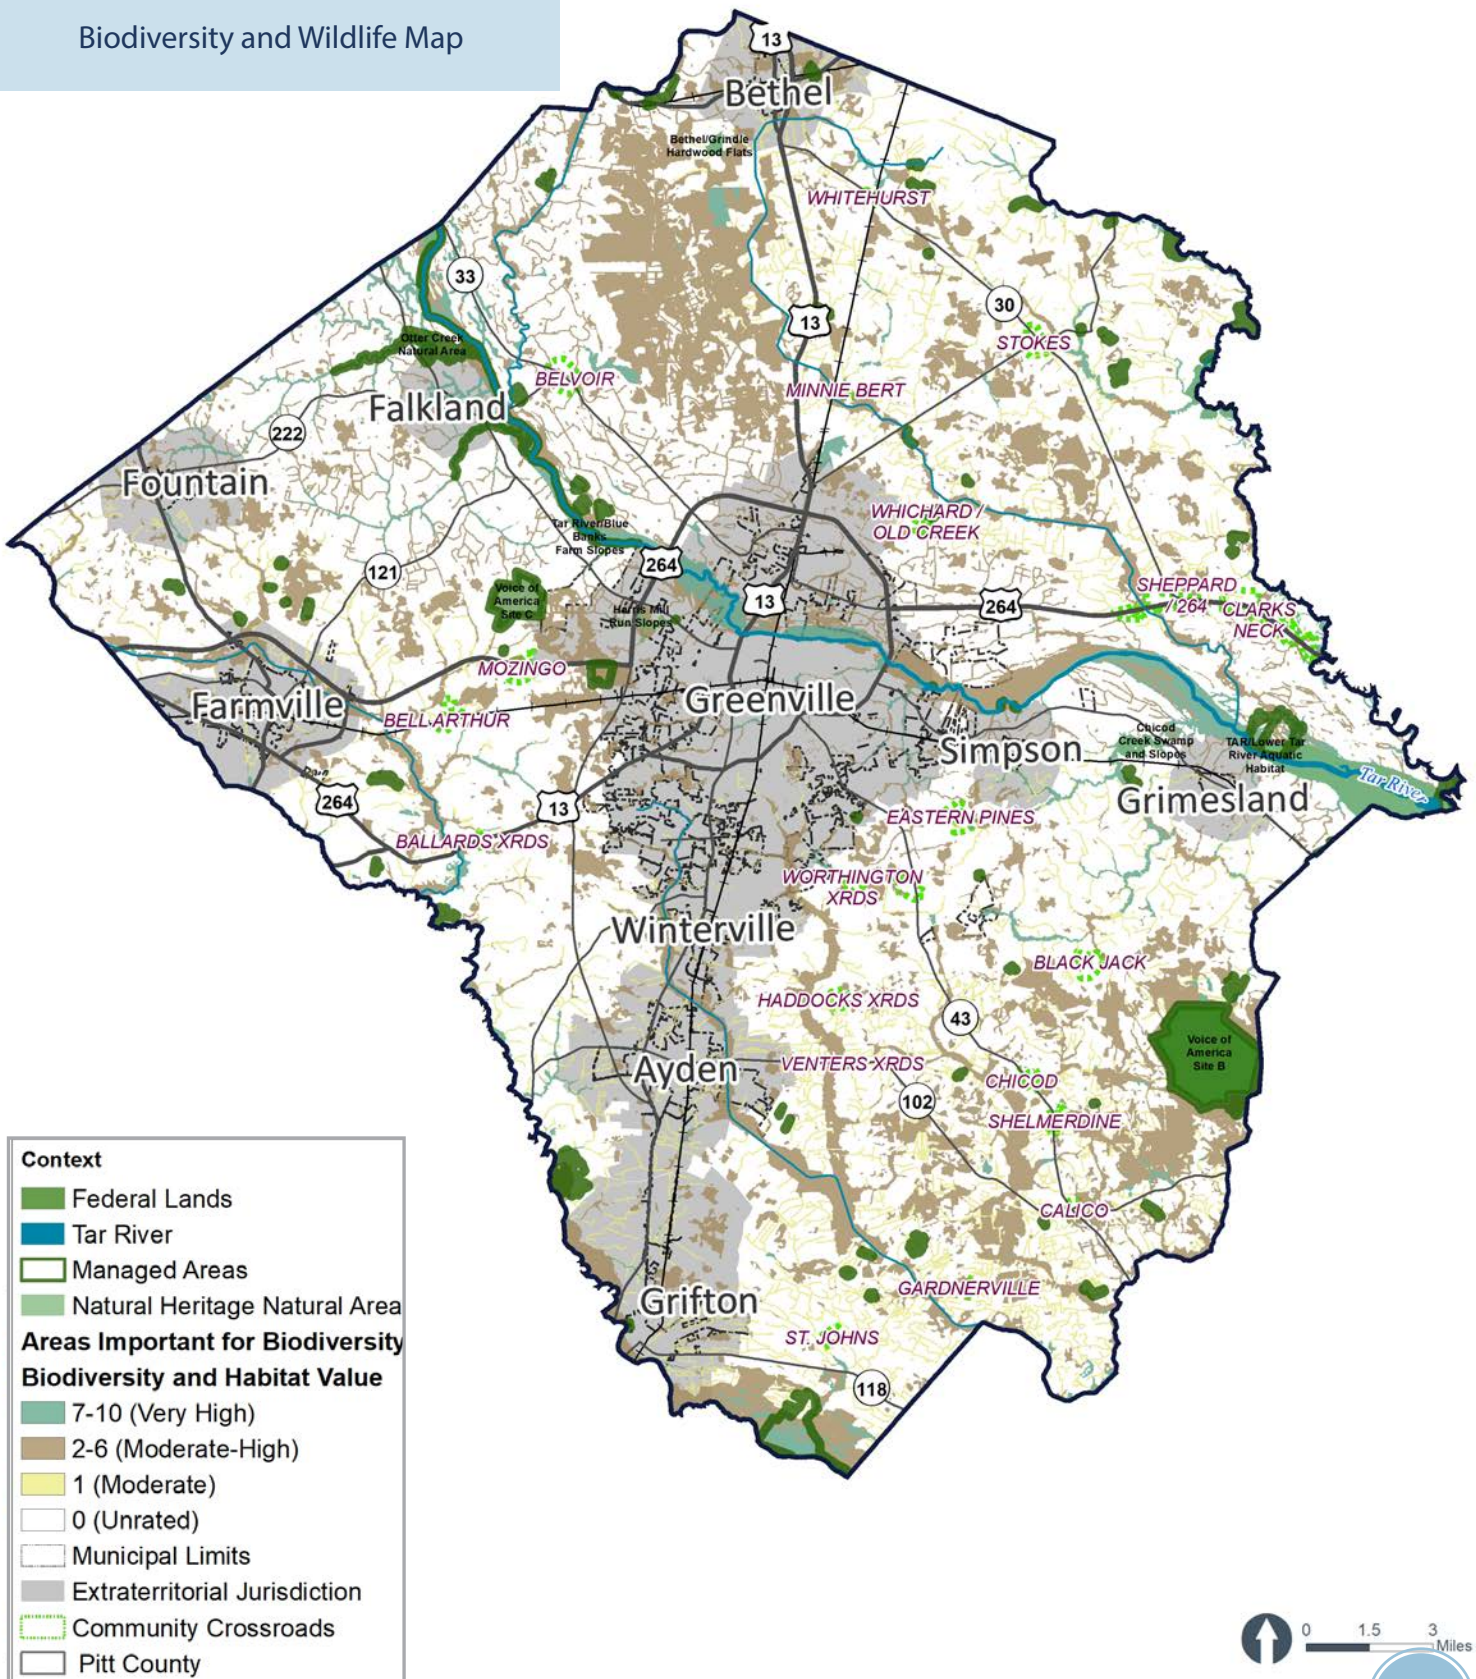 Biodiversity and Wildlife Map
13
Bethel
Bethel/Grindle
Hardwood Flats
WHITEHURST
33
30
13
Otter Creek
Natural Area
STOKES
BELVOIR
MINNIE BERT
Falkland
222
Fountain
WHICHARD /
OLD CREEK
Tar River/Blue
Banks
Farm Slopes
264
121
Voice of
America
Site C
13
264
SHEPPARD
/ 264
CLARKS
NECK
Harris Mill
Run Slopes
MOZINGO
Farmville
BELL ARTHUR
Greenville
Simpson
Chicod
Creek Swamp
and Slopes
TAR/Lower Tar
River Aquatic
Habitat
Tar River
264
13
Grimesland
EASTERN PINES
BALLARDS XRDS
WORTHINGTON
XRDS
Winterville
BLACK JACK
HADDOCKS XRDS
43
Voice of
America
Site B
Ayden
VENTERS XRDS
CHICOD
102
SHELMERDINE
CALICO
GARDNERVILLE
Grifton
ST. JOHNS
118
Context
Federal Lands
Tar River
Managed Areas
Natural Heritage Natural Area
Areas Important for Biodiversity
Biodiversity and Habitat Value
7-10 (Very High)
2-6 (Moderate-High)
1 (Moderate)
0 (Unrated)
Municipal Limits
Extraterritorial Jurisdiction
Community Crossroads
Pitt County
0 1.5 3
Miles